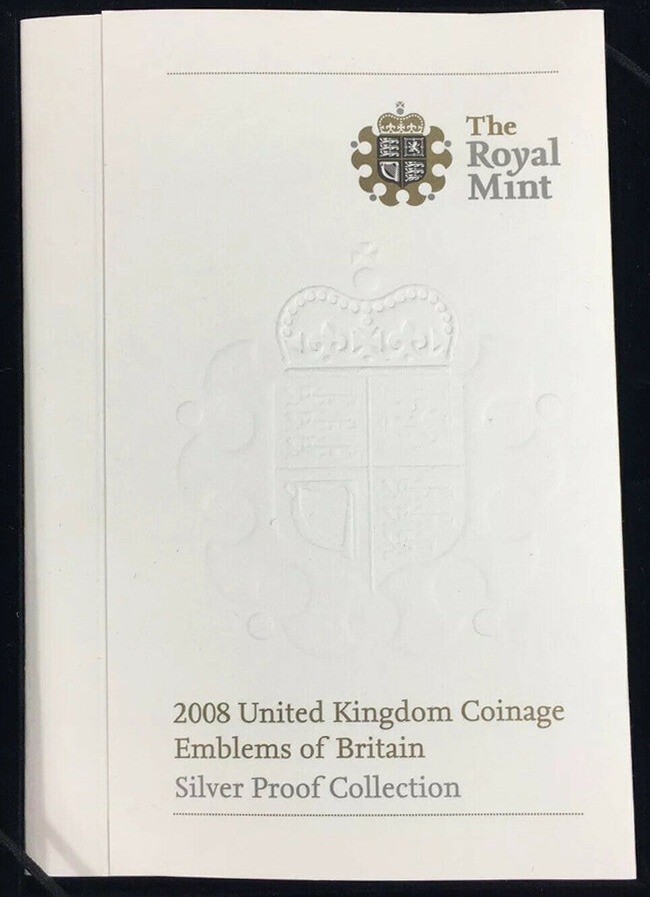 The
Royal
Mint
2008 United Kingdom Coinage
Emblems of Britain
Silver Proof Collection